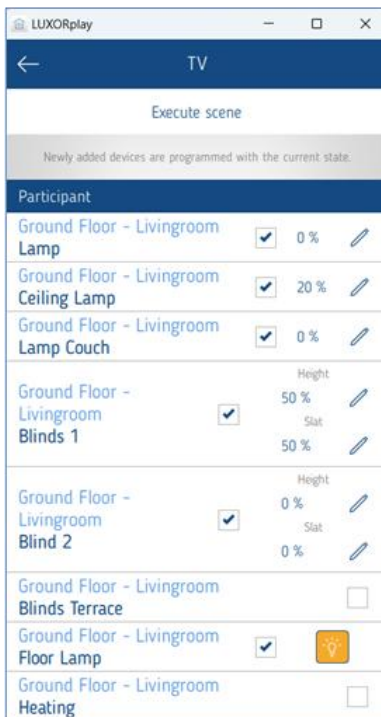 LUXORplay
TV
Execute scene
Newly added devices are programmed with the current state.
Participant
Ground Floor - Livingroom
Lamp
0 %
Ground Floor - Livingroom
Ceiling Lamp
20 %
Ground Floor - Livingroom
Lamp Couch
0 %
Ground Floor -
Livingroom
Blinds 1
Height
50 %
Slat
50 %
Ground Floor -
Livingroom
Blind 2
Height
0 %
Slat
0 %
Ground Floor - Livingroom
Blinds Terrace
Ground Floor - Livingroom
Floor Lamp
Ground Floor - Livingroom
Heating